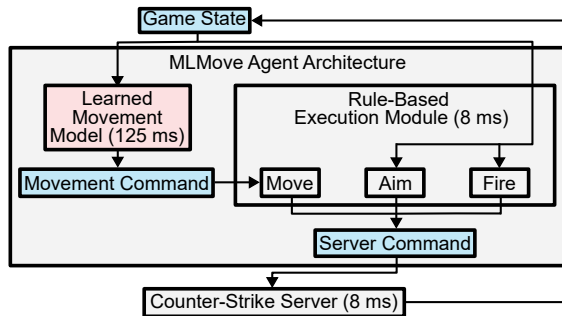 Game State
MLMove Agent Architecture
Learned
Movement
Model (125 ms)
Rule-Based
Execution Module (8 ms)
Movement Command
Move
Aim
Fire
Server Command
Counter-Strike Server (8 ms)